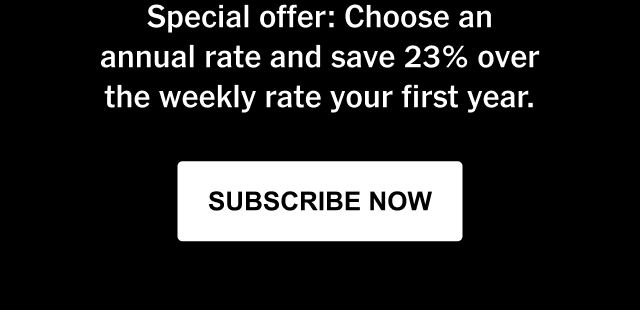 Special offer: Choose an
annual rate and save 23% over
the weekly rate your first year.
SUBSCRIBE NOW